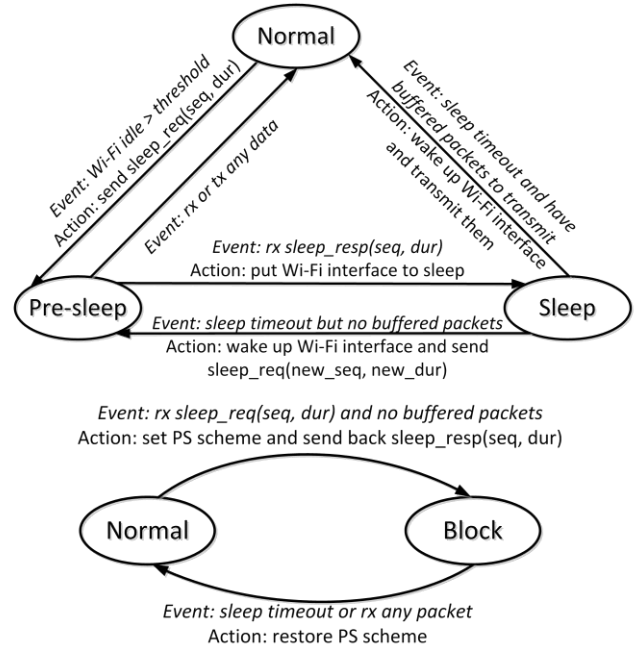 Normal
Event: Wi-Fi idle > threshold
Action: send sleep_req(seq, dur)
Event: rx or tx any data
Event: sleep timeout and have
buffered packets to transmit
Action: wake up Wi-Fi interface
and transmit them
Event: rx sleep_resp(seq, dur)
Action: put Wi-Fi interface to sleep
Pre-sleep
Sleep
Event: sleep timeout but no buffered packets
Action: wake up Wi-Fi interface and send
sleep_req(new_seq, new_dur)
Event: rx sleep_req(seq, dur) and no buffered packets
Action: set PS scheme and send back sleep_resp(seq, dur)
Normal
Block
Event: sleep timeout or rx any packet
Action: restore PS scheme